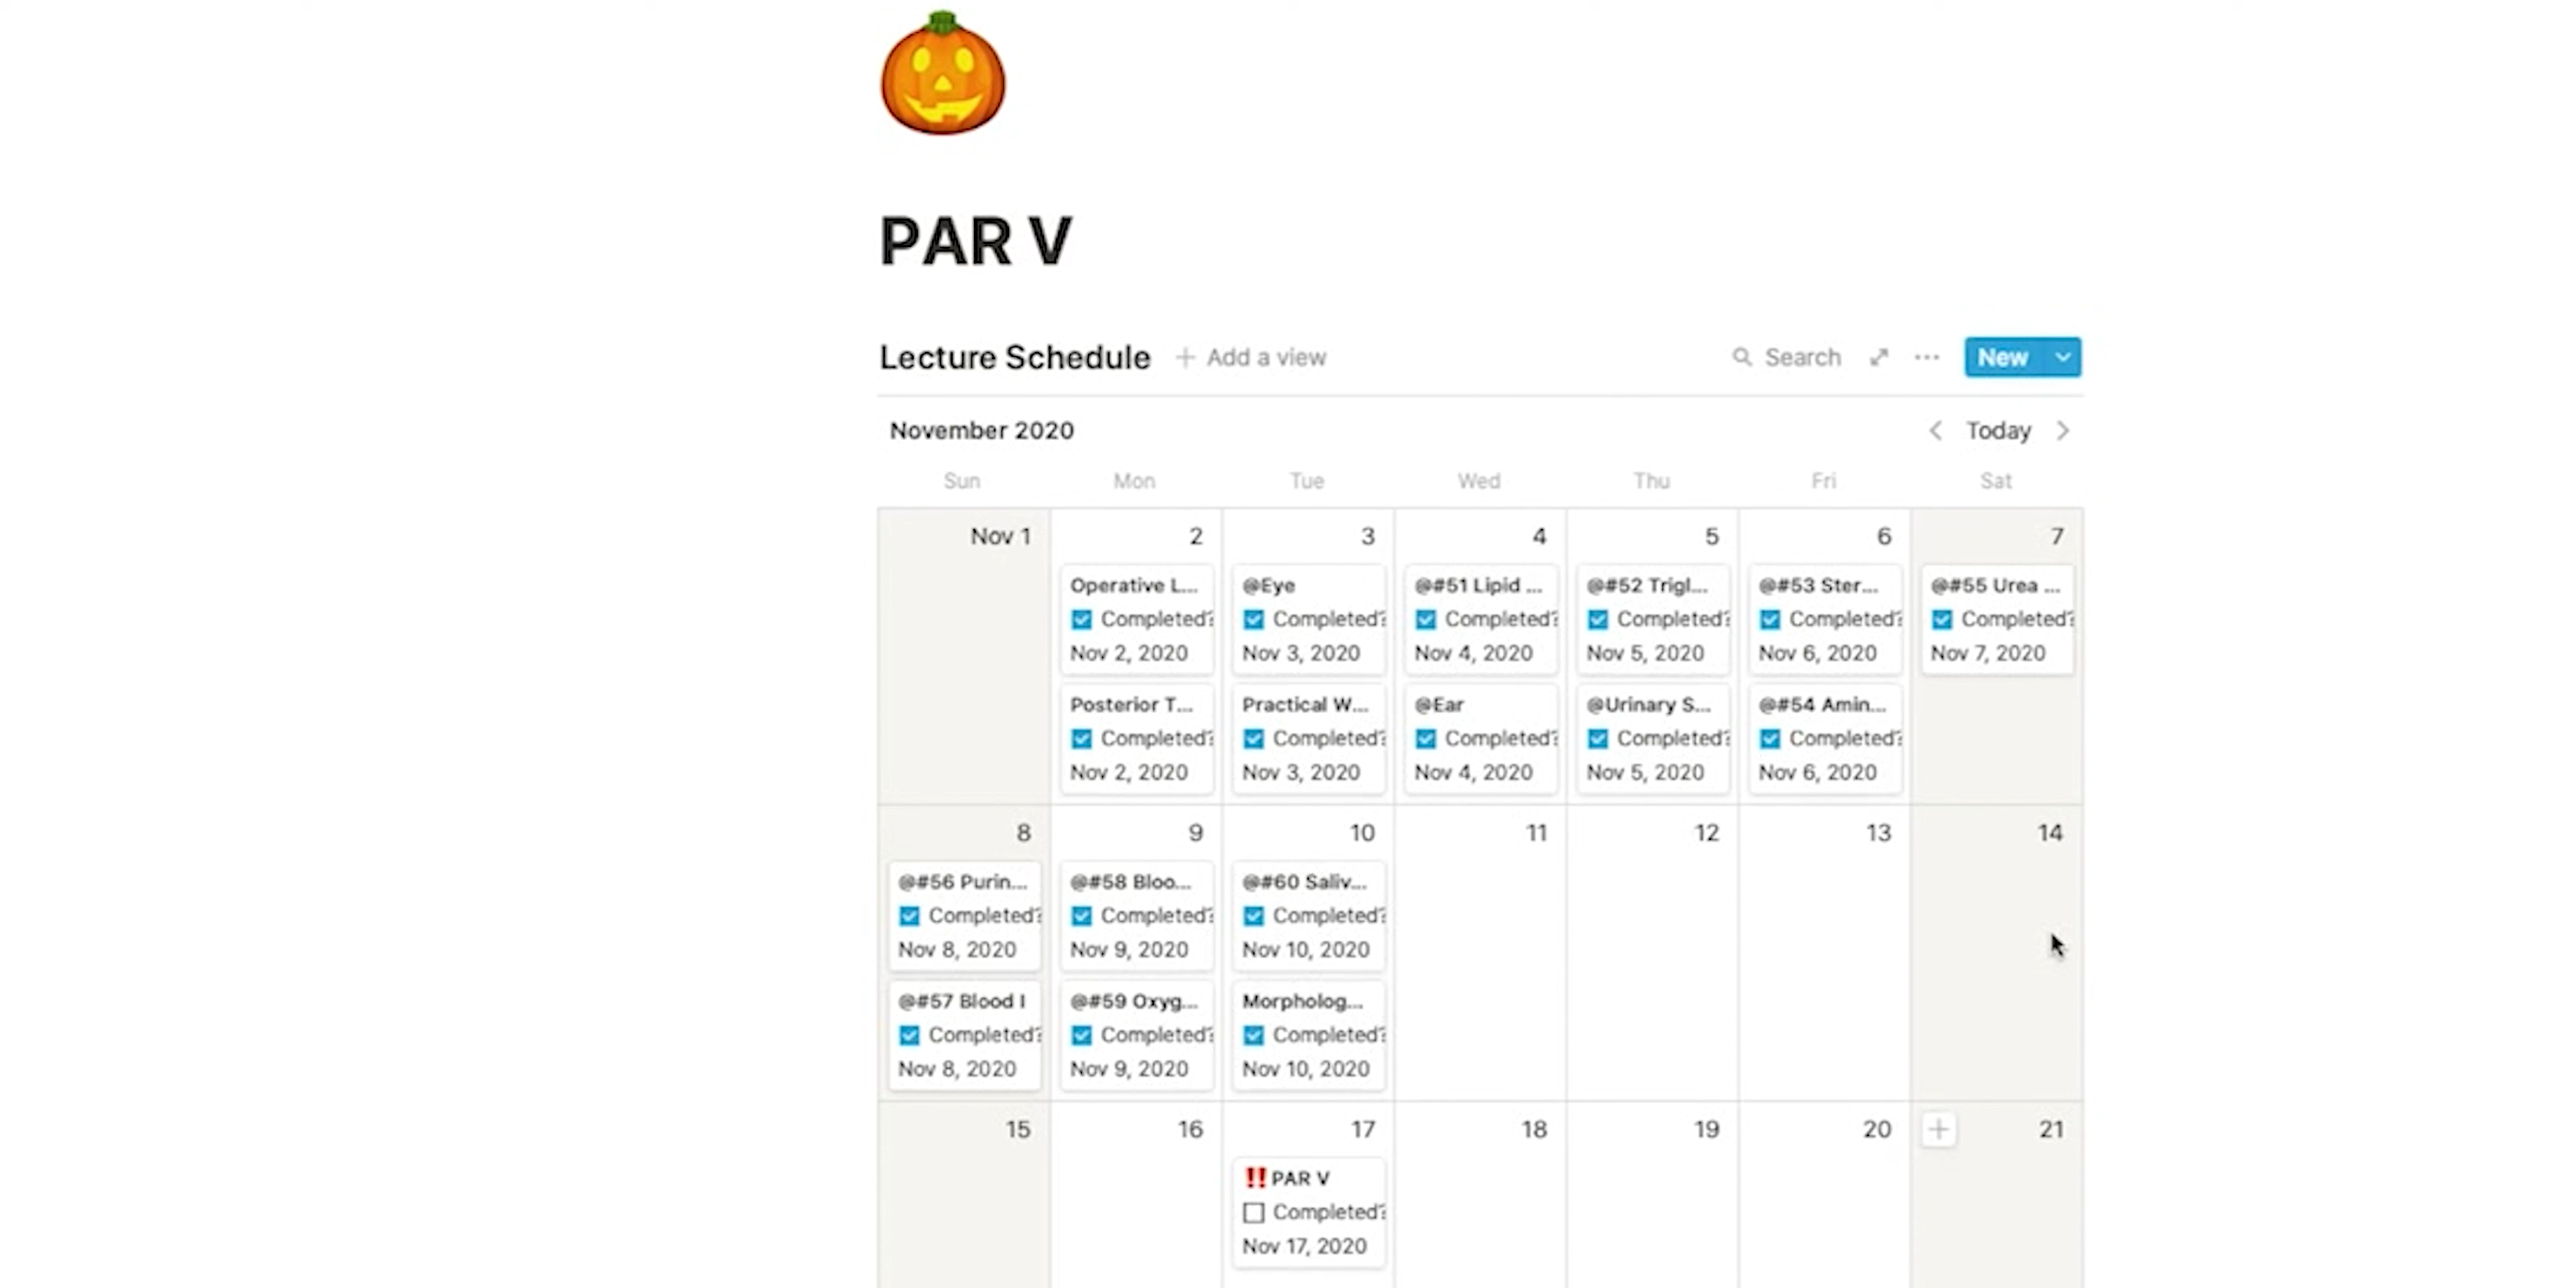 PAR V
Lecture Schedule + Add a view Search New
November 2020 Today
Sun Mon Tue Wed Thu Fri Sat
Nov 1 2 3 4 5 6 7
Operative L... @Eye @#51 Lipid ... @#52 Trigl... @#53 Ster... @#55 Urea ...
Completed? Completed? Completed? Completed? Completed? Completed?
Nov 2, 2020 Nov 3, 2020 Nov 4, 2020 Nov 5, 2020 Nov 6, 2020 Nov 7, 2020
Posterior T... Practical W... @Ear @Urinary S... @#54 Amin...
Completed? Completed? Completed? Completed? Completed?
Nov 2, 2020 Nov 3, 2020 Nov 4, 2020 Nov 5, 2020 Nov 6, 2020
8 9 10 11 12 13 14
@#56 Purin... @#58 Bloo... @#60 Saliv...
Completed? Completed? Completed?
Nov 8, 2020 Nov 9, 2020 Nov 10, 2020
@#57 Blood I @#59 Oxyg... Morpholog...
Completed? Completed? Completed?
Nov 8, 2020 Nov 9, 2020 Nov 10, 2020
15 16 17 18 19 20 + 21
‼️ PAR V
Completed?
Nov 17, 2020